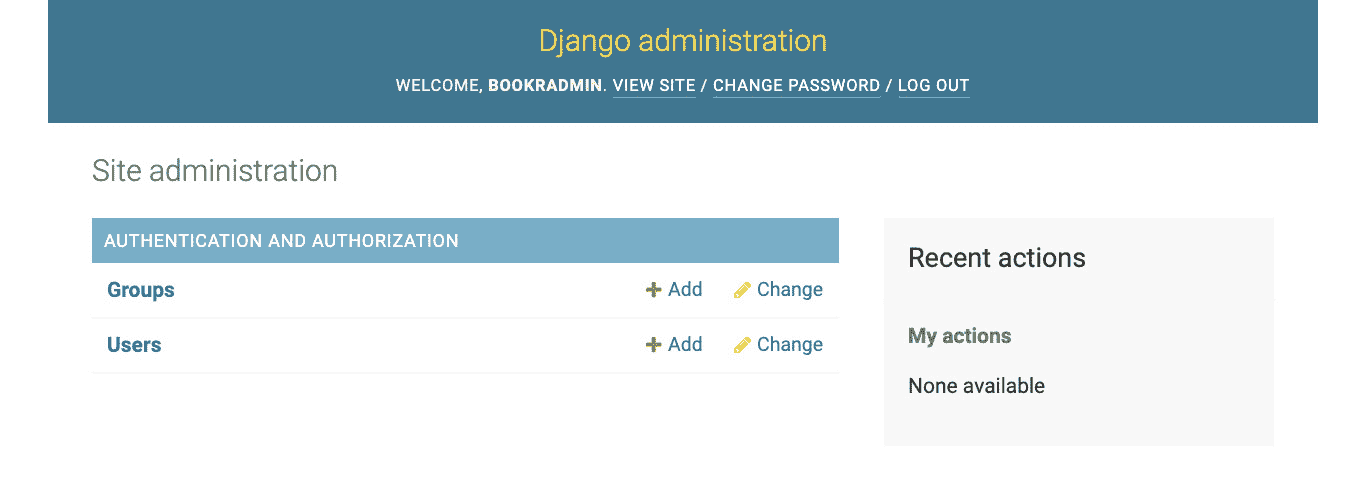 Django administration
WELCOME, BOOKRADMIN. VIEW SITE / CHANGE PASSWORD / LOG OUT
Site administration
AUTHENTICATION AND AUTHORIZATION
Groups Add Change
Users Add Change
Recent actions
My actions
None available